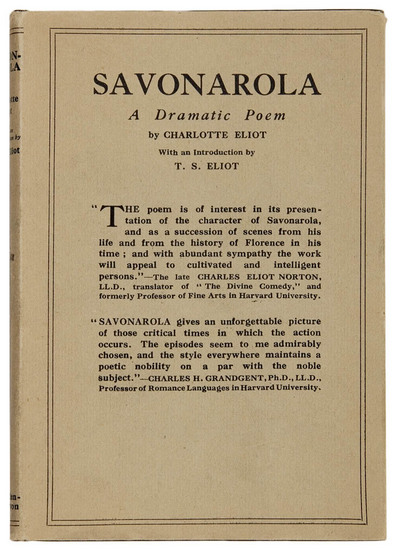 SAVONAROLA
A Dramatic Poem
by CHARLOTTE ELIOT
With an Introduction by
T. S. ELIOT
"THE poem is of interest in its presen-
tation of the character of Savonarola,
and as a succession of scenes from his
life and from the history of Florence in his
time ; and with abundant sympathy the work
will appeal to cultivated and intelligent
persons."—The late CHARLES ELIOT NORTON,
LL.D., translator of "The Divine Comedy," and
formerly Professor of Fine Arts in Harvard University.
"SAVONAROLA gives an unforgettable picture
of those critical times in which the action
occurs. The episodes seem to me admirably
chosen, and the style everywhere maintains a
poetic nobility on a par with the noble
subject."—CHARLES H. GRANDGENT, Ph.D., LL.D.,
Professor of Romance Languages in Harvard University.